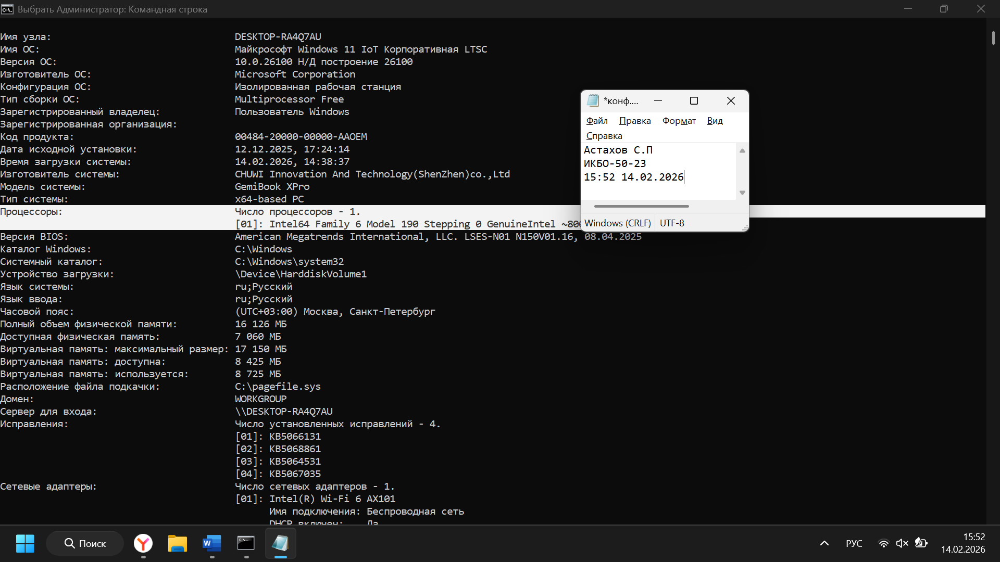 Выбрать Администратор: Командная строка
Имя узла: DESKTOP-RA4Q7AU
Имя ОС: Майкрософт Windows 11 IoT Корпоративная LTSC
Версия ОС: 10.0.26100 Н/Д построение 26100
Изготовитель ОС: Microsoft Corporation
Конфигурация ОС: Изолированная рабочая станция
Тип сборки ОС: Multiprocessor Free
Зарегистрированный владелец: Пользователь Windows
Зарегистрированная организация:
Код продукта: 00484-20000-00000-AAOEM
Дата исходной установки: 12.12.2025, 17:24:14
Время загрузки системы: 14.02.2026, 14:38:37
Изготовитель системы: CHUWI Innovation And Technology(ShenZhen)co.,Ltd
Модель системы: GemiBook XPro
Тип системы: x64-based PC
Процессоры: Число процессоров - 1.
[01]: Intel64 Family 6 Model 190 Stepping 0 GenuineIntel
Версия BIOS: American Megatrends International, LLC. LSES-N01 N150V01.16, 08.04.2025
Каталог Windows: C:\Windows
Системный каталог: C:\Windows\system32
Устройство загрузки: \Device\HarddiskVolume1
Язык системы: ru;Русский
Язык ввода: ru;Русский
Часовой пояс: (UTC+03:00) Москва, Санкт-Петербург
Полный объем физической памяти: 16 126 МБ
Доступная физическая память: 7 060 МБ
Виртуальная память: максимальный размер: 17 150 МБ
Виртуальная память: доступна: 8 425 МБ
Виртуальная память: используется: 8 725 МБ
Расположение файла подкачки: C:\pagefile.sys
Домен: WORKGROUP
Сервер для входа: \\DESKTOP-RA4Q7AU
Исправления: Число установленных исправлений - 4.
[01]: KB5066131
[02]: KB5068861
[03]: KB5064531
[04]: KB5067035
Сетевые адаптеры: Число сетевых адаптеров - 1.
[01]: Intel(R) Wi-Fi 6 AX101
Имя подключения: Беспроводная сеть
DHCP включен: Да
*конф....
Файл Правка Формат Вид
Справка
Астахов С.П
ИКБО-50-23
15:52 14.02.2026
Windows (CRLF) UTF-8
Поиск
РУС
15:52
14.02.2026